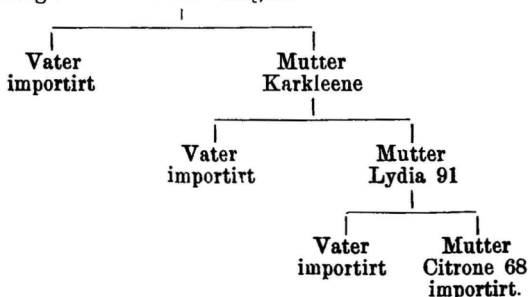 Vater Mutter
importirt Karkleene
Vater Mutter
importirt Lydia 91
Vater Mutter
importirt Citrone 68
importirt.